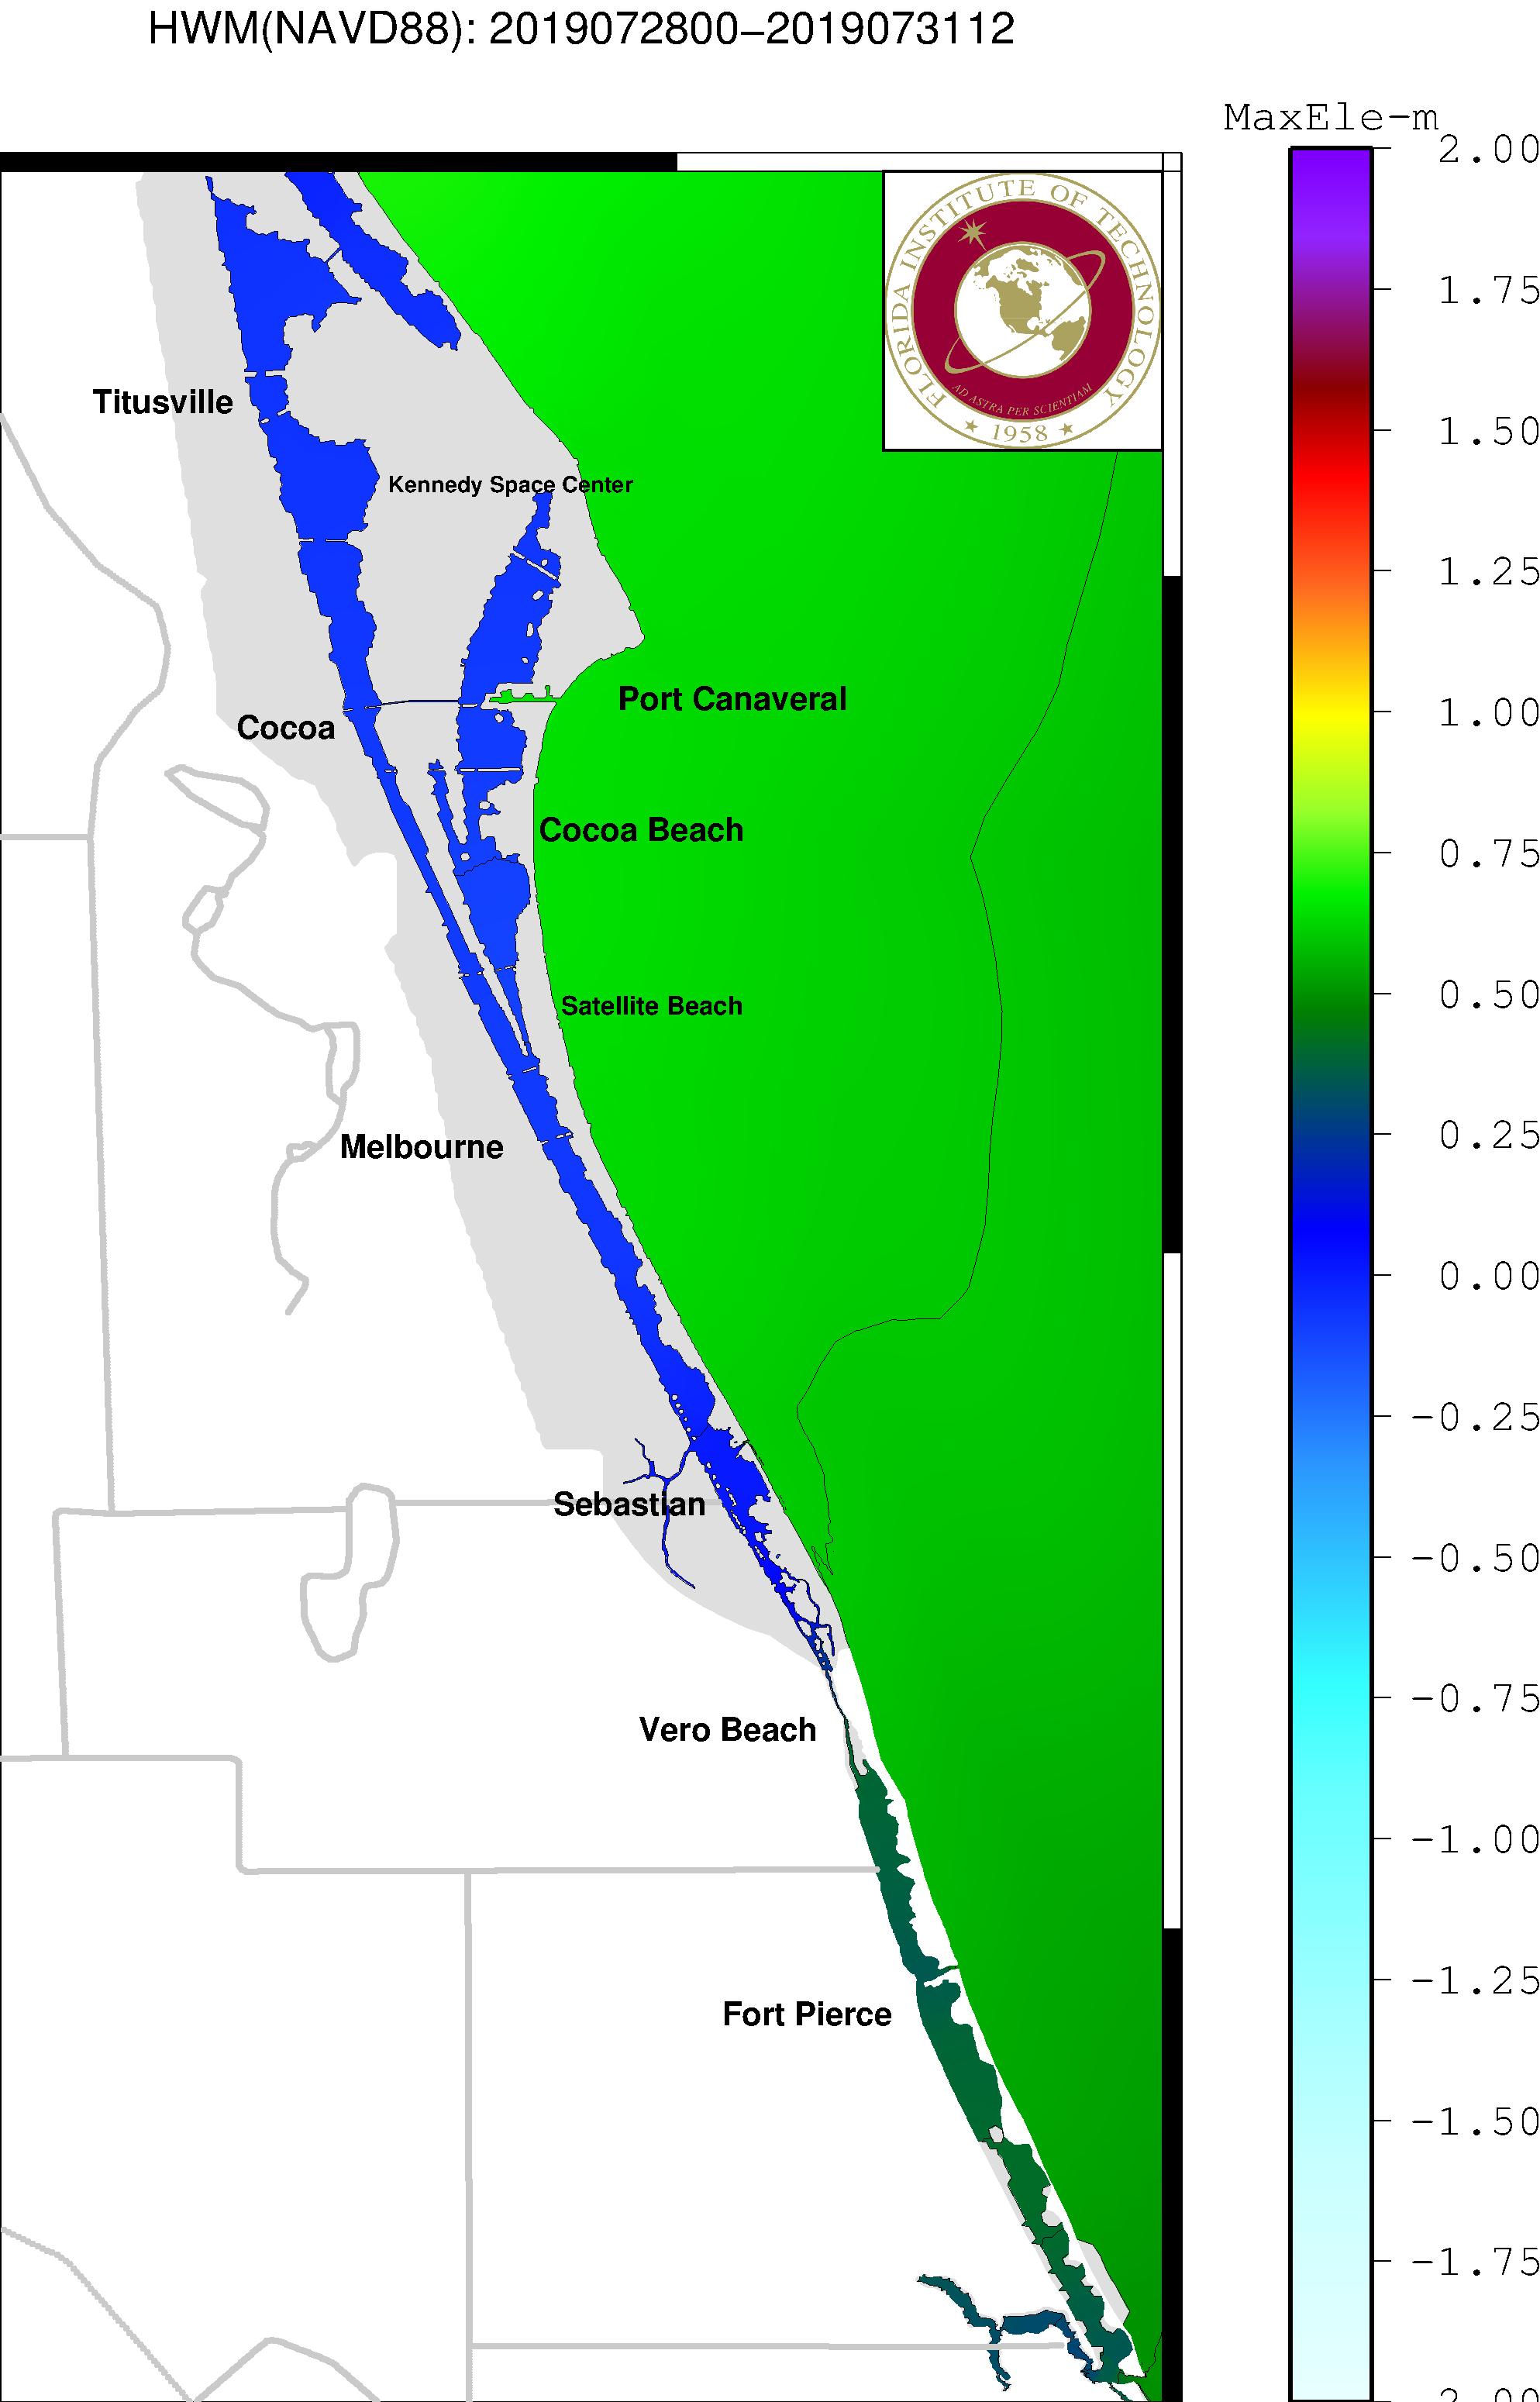 HWM(NAVD88): 2019072800−2019073112
MaxEle−m
2.00
1.75
1.50
1.25
1.00
0.75
0.50
0.25
0.00
−0.25
−0.50
−0.75
−1.00
−1.25
−1.50
−1.75
FLORIDA INSTITUTE OF TECHNOLOGY
AD ASTRA PER SCIENTIAM
★ 1958 ★
Titusville
Kennedy Space Center
Port Canaveral
Cocoa
Cocoa Beach
Satellite Beach
Melbourne
Sebastian
Vero Beach
Fort Pierce